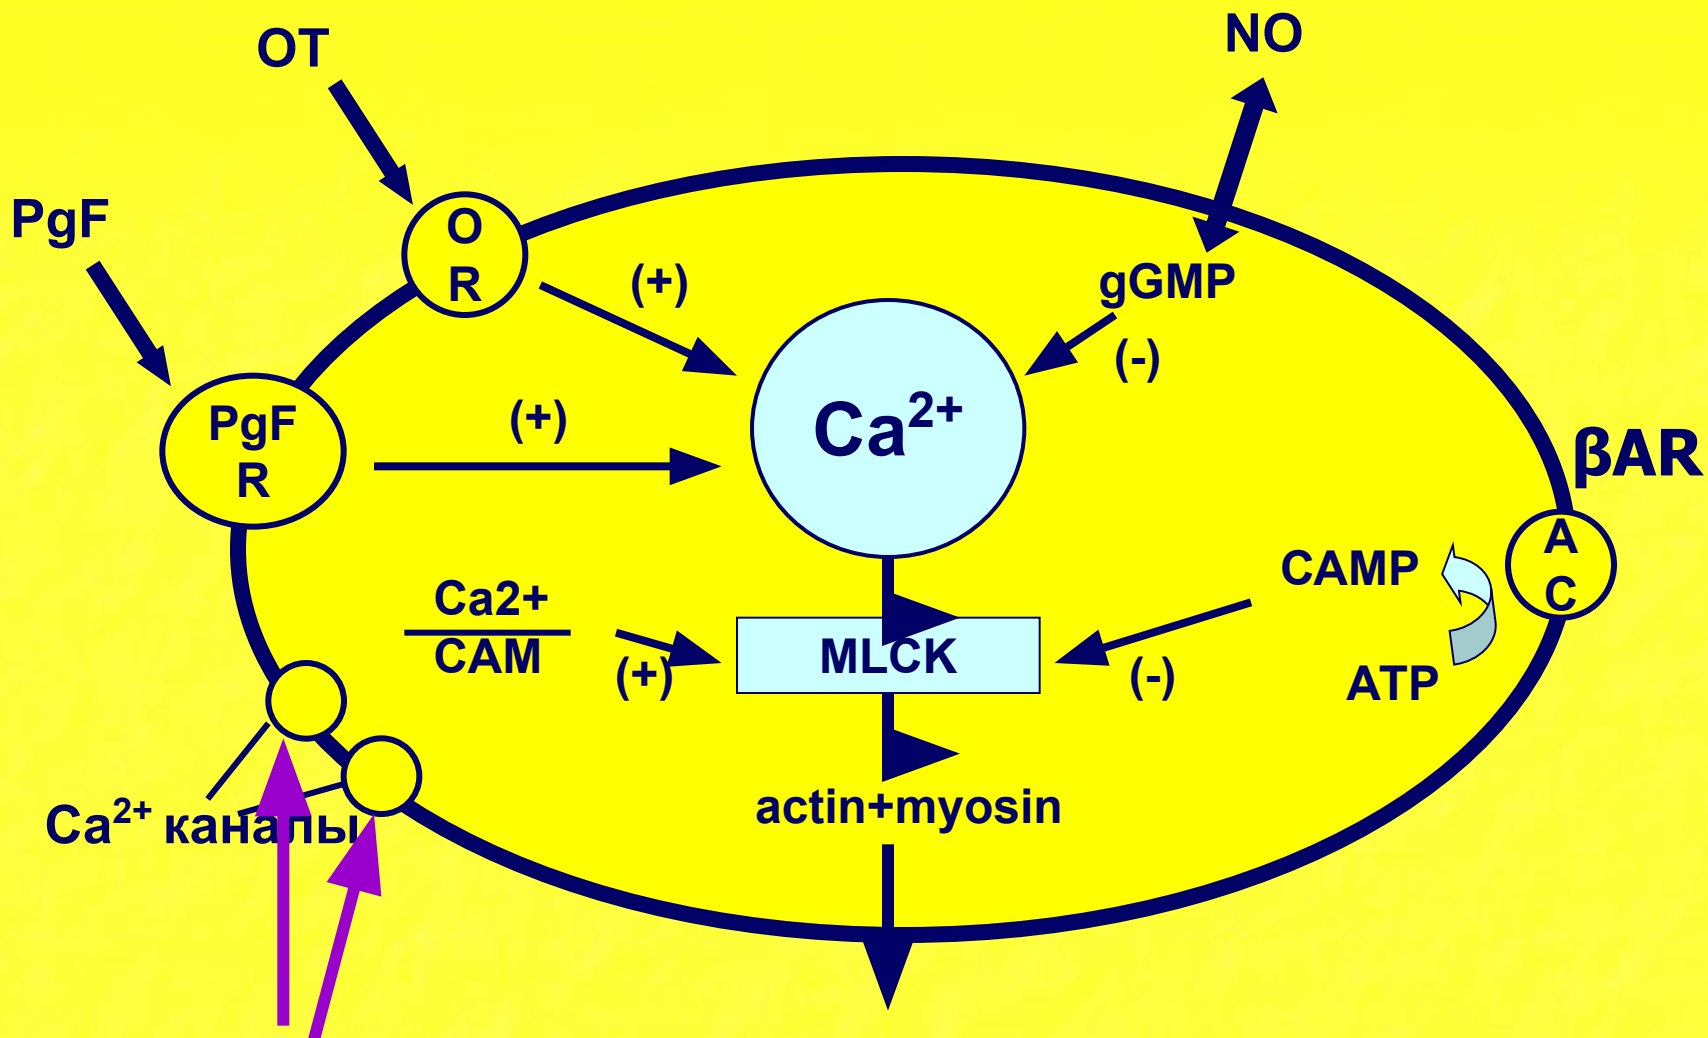 OT
NO
PgF
O
R
(+)
gGMP
(-)
Ca²⁺
PgF
R
(+)
βAR
A
C
CAMP
ATP
Ca2+
CAM
(+)
MLCK
(-)
Ca²⁺ каналы
actin+myosin